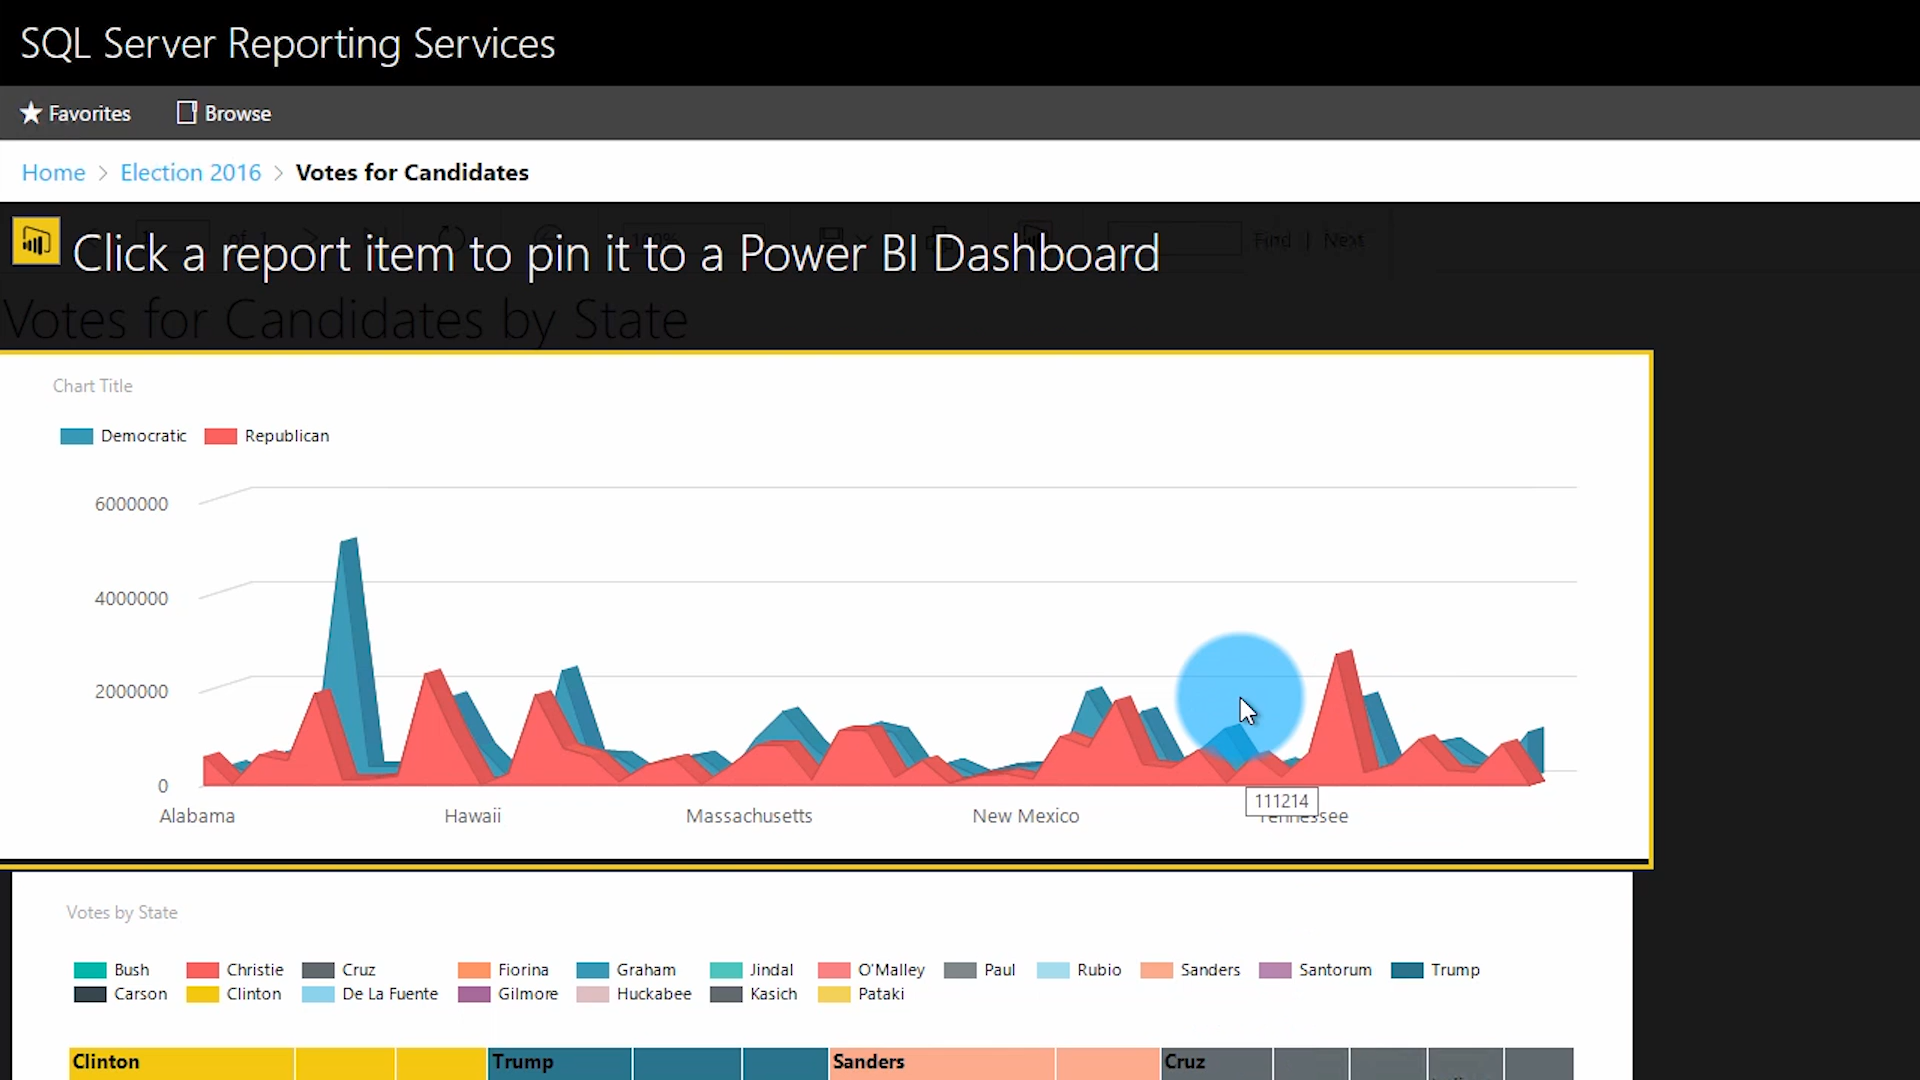 SQL Server Reporting Services
Favorites Browse
Home > Election 2016 > Votes for Candidates
Click a report item to pin it to a Power BI Dashboard
100% Find | Next
Votes for Candidates by State
Chart Title
Democratic Republican
6000000
4000000
2000000
0
111214
Alabama Hawaii Massachusetts New Mexico Tennessee
Votes by State
Bush Christie Cruz Fiorina Graham Jindal O'Malley Paul Rubio Sanders Santorum Trump
Carson Clinton De La Fuente Gilmore Huckabee Kasich Pataki
Clinton Trump Sanders Cruz